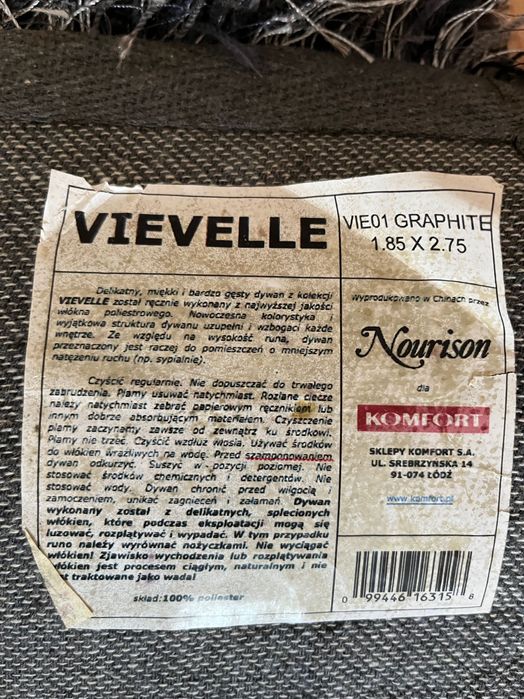 VIEVELLE
VIE01 GRAPHITE
1.85 X 2.75
Delikatny, miękki i bardzo gęsty dywan z kolekcji
VIEVELLE został ręcznie wykonany z najwyższej jakości
włókna poliestrowego. Nowoczesna kolorystyka i
wyjątkowa struktura dywanu uzupełni i wzbogaci każde
wnętrze. Ze względu na wysokość runa, dywan
przeznaczony jest raczej do pomieszczeń o mniejszym
natężeniu ruchu (np. sypialnie).
Czyścić regularnie. Nie dopuszczać do trwałego
zabrudzenia. Plamy usuwać natychmiast. Rozlane ciecze
należy natychmiast zebrać papierowym ręcznikiem lub
innym dobrze absorbującym materiałem. Czyszczenie
plamy zaczynamy zawsze od zewnątrz ku środkowi.
Plamy nie trzeć. Czyścić wzdłuż włosia. Używać środków
do włókien wrażliwych na wodę. Przed szamponowaniem
dywan odkurzyć. Suszyć w pozycji poziomej. Nie
stosować środków chemicznych i detergentów. Nie
stosować wody. Dywan chronić przed wilgocią i
zamoczeniem, unikać zagnieceń i załamań. Dywan
wykonany został z delikatnych, splecionych
włókien, które podczas eksploatacji mogą się
luzować, rozplątywać i wypadać. W tym przypadku
runo należy wyrównać nożyczkami. Nie wyciągać
włókien! Zjawisko wychodzenia lub rozplątywania
włókien jest procesem ciągłym, naturalnym i nie
traktowane jako wada!
skład: 100% poliester
Wyprodukowano w Chinach przez
Nourison
dla
KOMFORT
SKLEPY KOMFORT S.A.
UL. SREBRZYŃSKA 14
91-074 ŁÓDŹ
www.komfort.pl
0 99446 16315 8